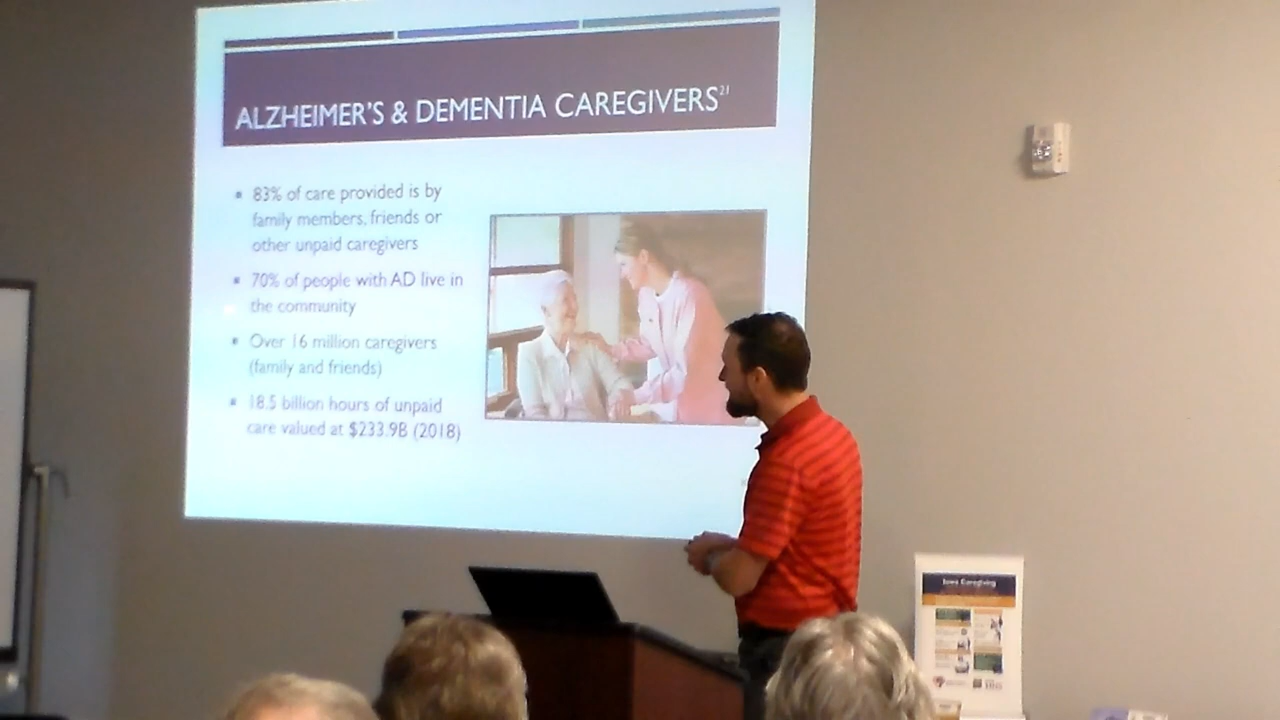 ALZHEIMER'S & DEMENTIA CAREGIVERS²¹
▪ 83% of care provided is by
family members, friends or
other unpaid caregivers
▪ 70% of people with AD live in
the community
▪ Over 16 million caregivers
(family and friends)
▪ 18.5 billion hours of unpaid
care valued at $233.9B (2018)
Iowa Caregiving